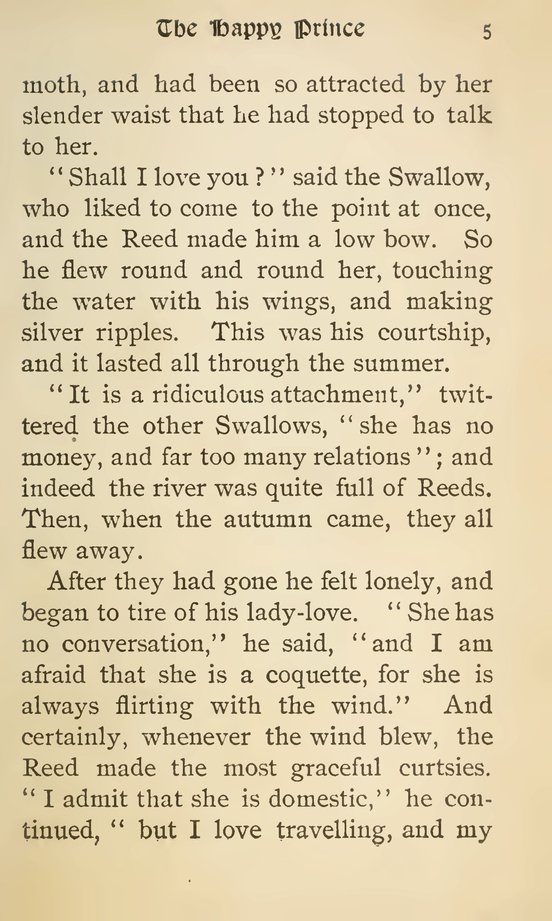 The Happy Prince 5
moth, and had been so attracted by her
slender waist that he had stopped to talk
to her.
"Shall I love you?" said the Swallow,
who liked to come to the point at once,
and the Reed made him a low bow. So
he flew round and round her, touching
the water with his wings, and making
silver ripples. This was his courtship,
and it lasted all through the summer.
"It is a ridiculous attachment," twit-
tered the other Swallows, "she has no
money, and far too many relations"; and
indeed the river was quite full of Reeds.
Then, when the autumn came, they all
flew away.
After they had gone he felt lonely, and
began to tire of his lady-love. "She has
no conversation," he said, "and I am
afraid that she is a coquette, for she is
always flirting with the wind." And
certainly, whenever the wind blew, the
Reed made the most graceful curtsies.
"I admit that she is domestic," he con-
tinued, "but I love travelling, and my